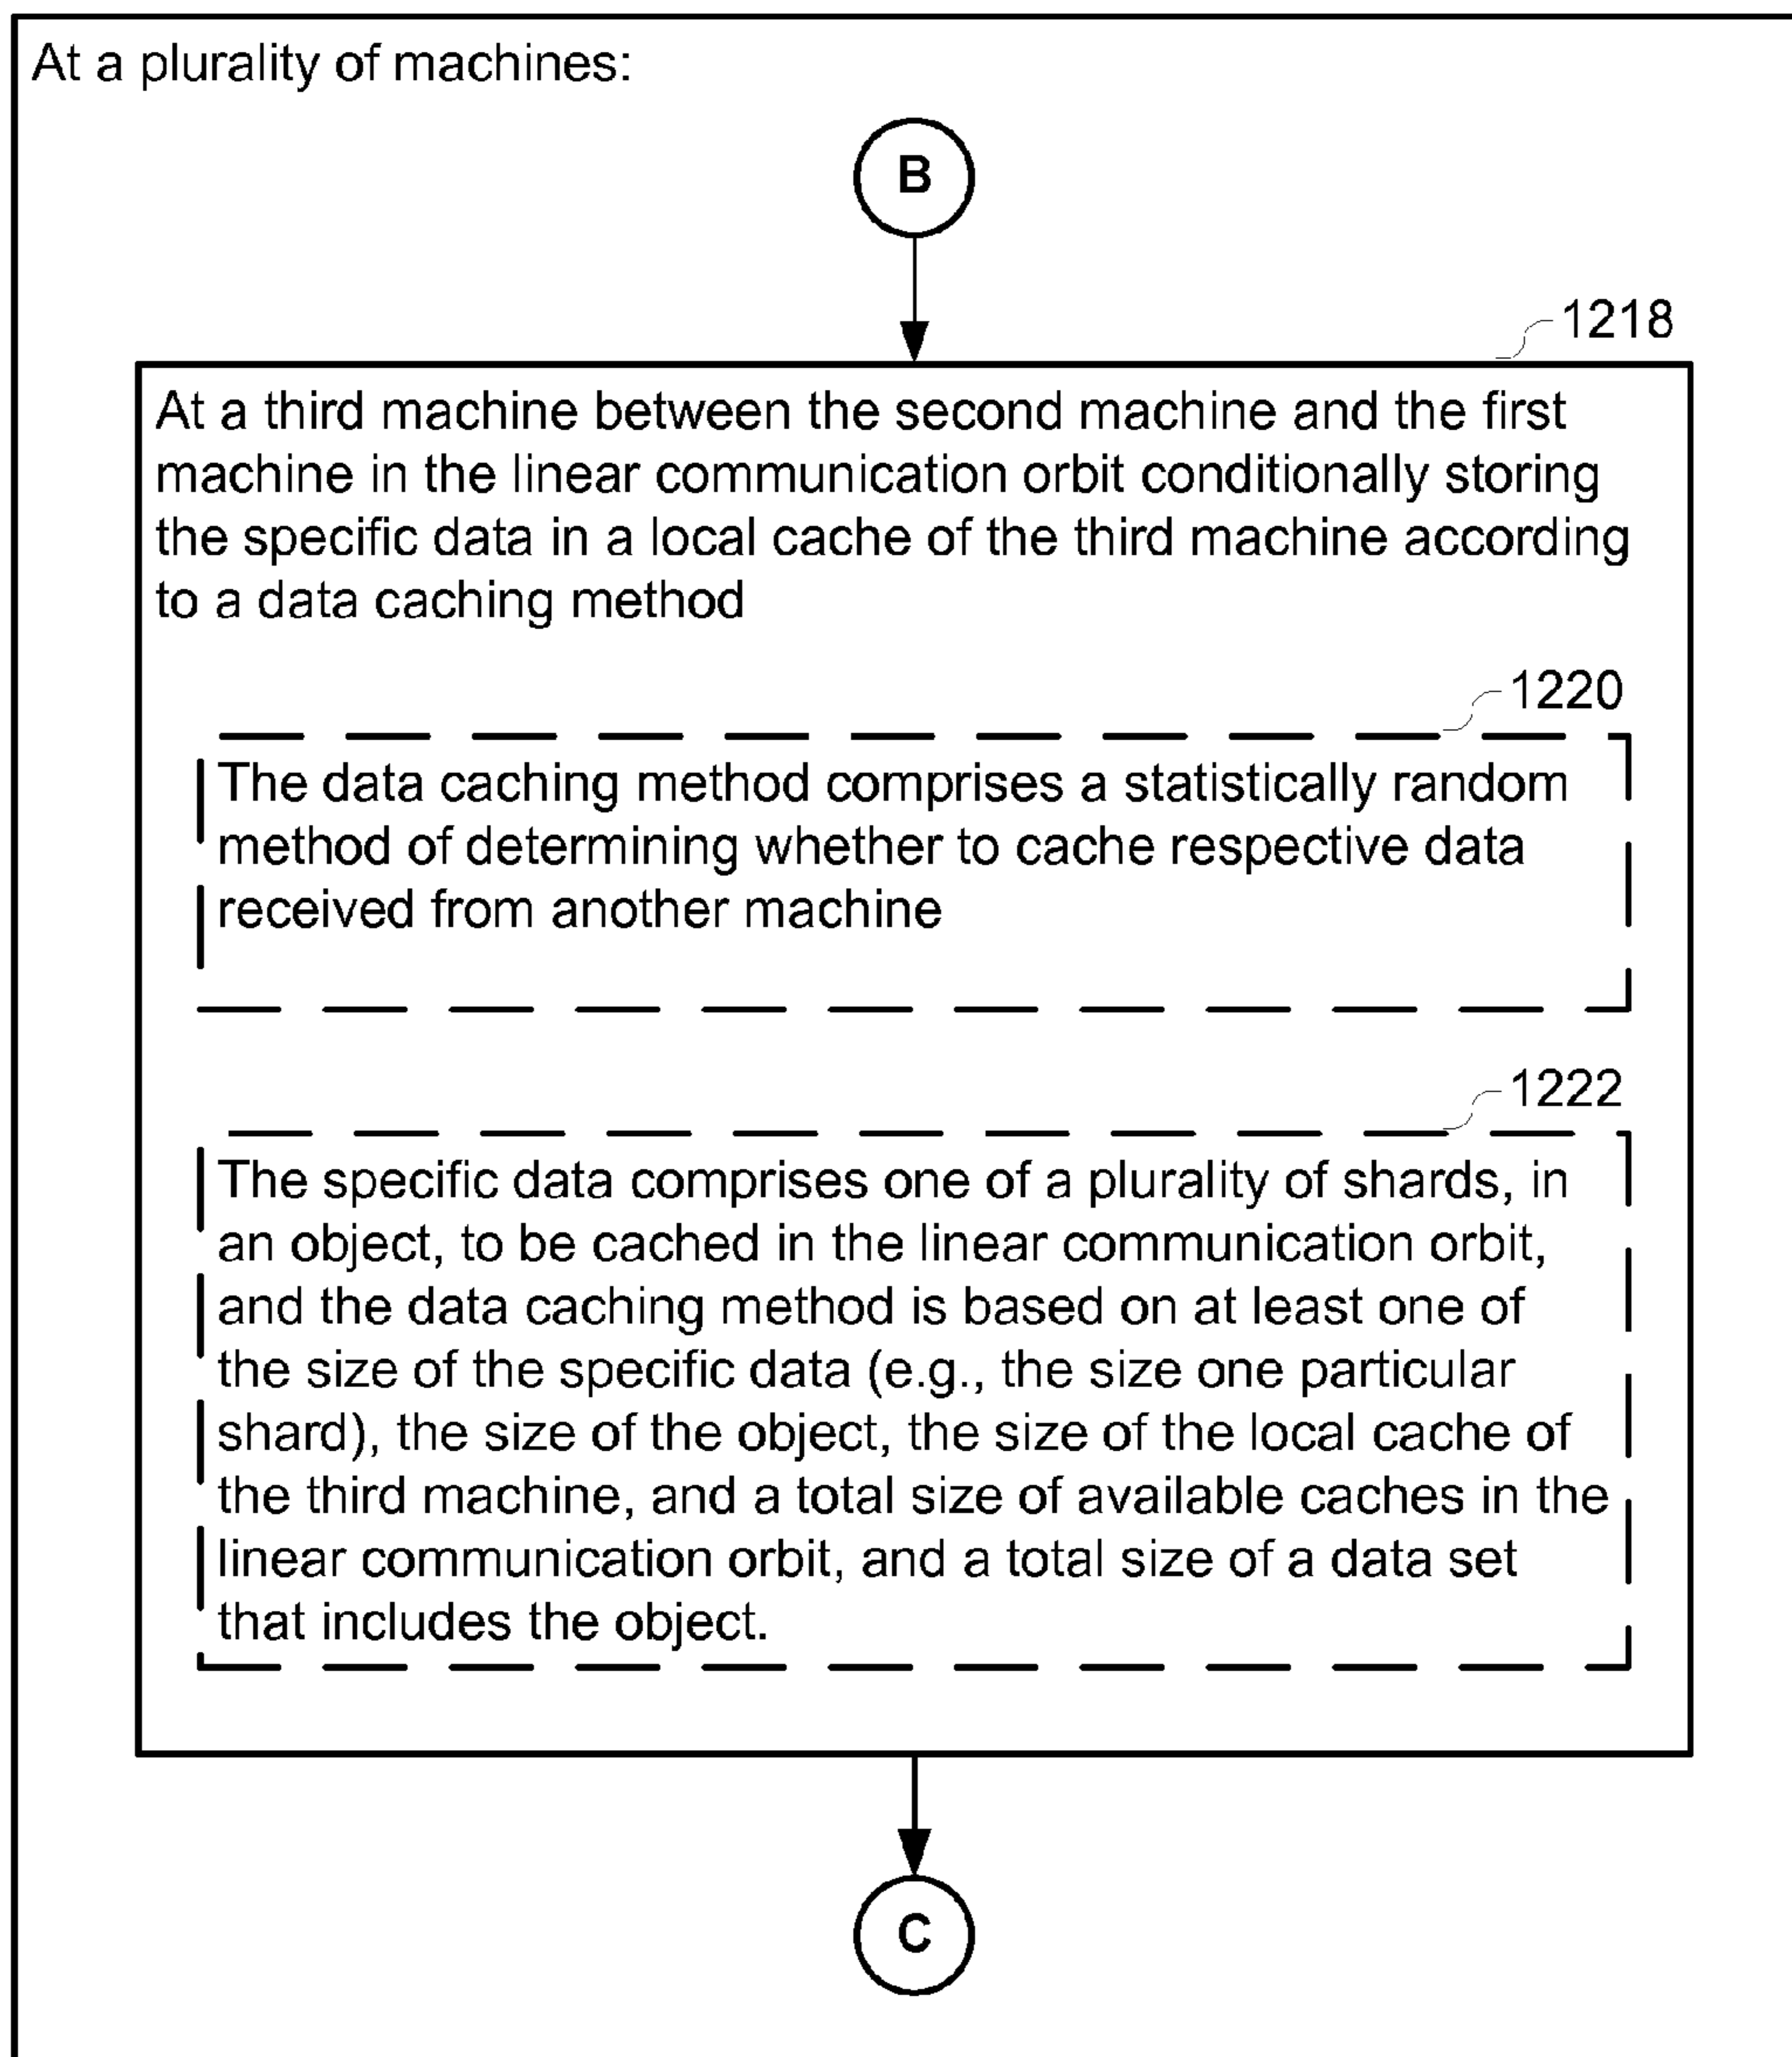 At a plurality of machines:
B
1218
At a third machine between the second machine and the first
machine in the linear communication orbit conditionally storing
the specific data in a local cache of the third machine according
to a data caching method
1220
The data caching method comprises a statistically random
method of determining whether to cache respective data
received from another machine
1222
The specific data comprises one of a plurality of shards, in
an object, to be cached in the linear communication orbit,
and the data caching method is based on at least one of
the size of the specific data (e.g., the size one particular
shard), the size of the object, the size of the local cache of
the third machine, and a total size of available caches in the
linear communication orbit, and a total size of a data set
that includes the object.
C